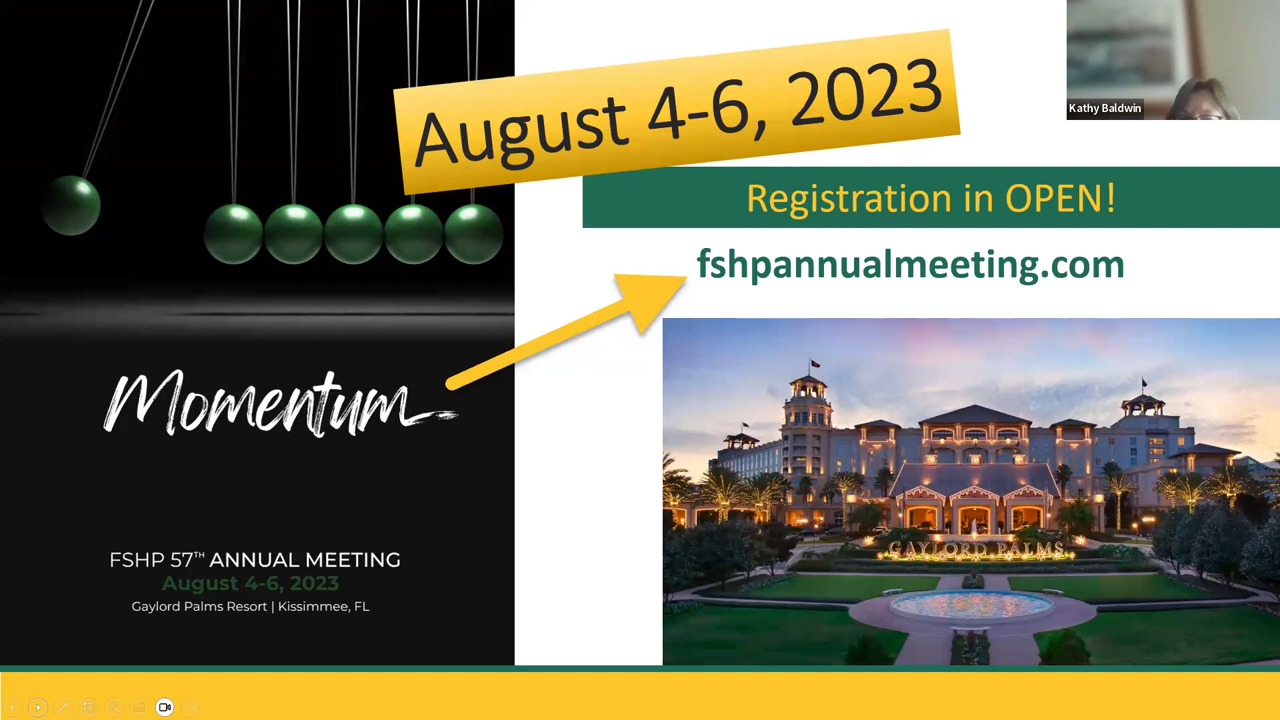 August 4-6, 2023
Kathy Baldwin
Registration in OPEN!
fshpannualmeeting.com
Momentum
FSHP 57TH ANNUAL MEETING
August 4-6, 2023
Gaylord Palms Resort | Kissimmee, FL
GAYLORD PALMS